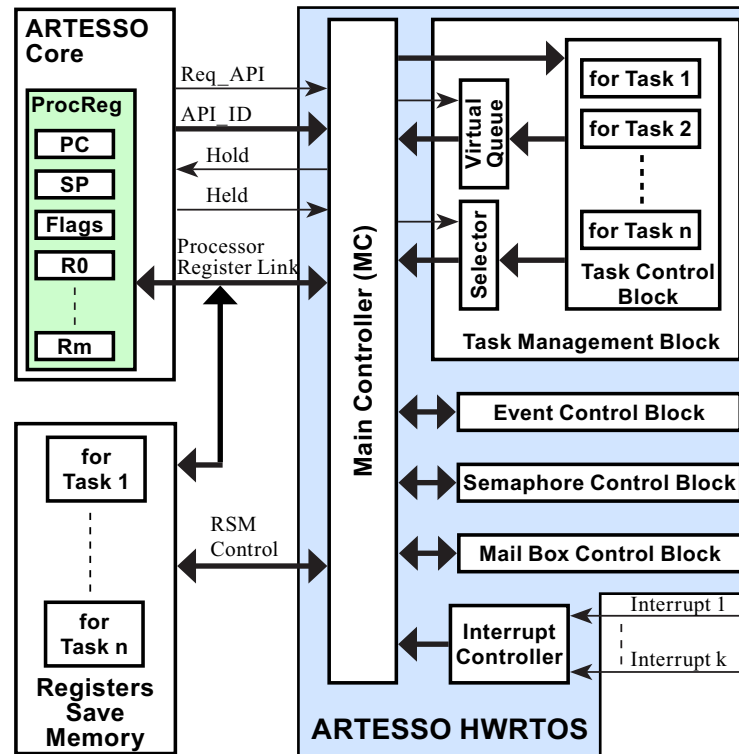 ARTESSO
Core
ProcReg
PC
SP
Flags
R0
Rm
Req_API
API_ID
Hold
Held
Processor
Register Link
for
Task 1
for
Task n
Registers
Save
Memory
RSM
Control
Main Controller (MC)
Virtual
Queue
Selector
for Task 1
for Task 2
for Task n
Task Control
Block
Task Management Block
Event Control Block
Semaphore Control Block
Mail Box Control Block
Interrupt
Controller
Interrupt 1
Interrupt k
ARTESSO HWRTOS